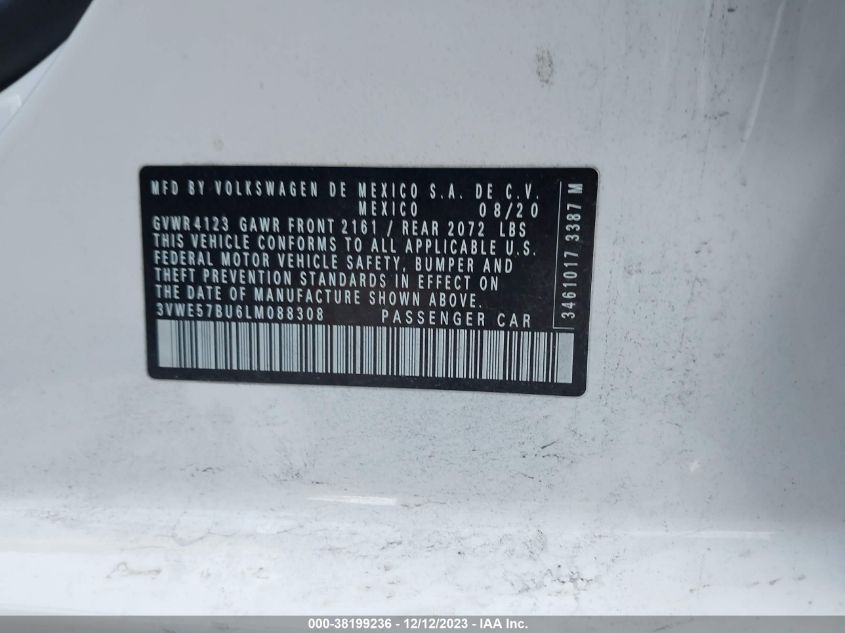 MFD BY VOLKSWAGEN DE MEXICO S.A. DE C.V.
MEXICO 08/20
GVWR 4123 GAWR FRONT 2161 / REAR 2072 LBS
THIS VEHICLE CONFORMS TO ALL APPLICABLE U.S.
FEDERAL MOTOR VEHICLE SAFETY, BUMPER AND
THEFT PREVENTION STANDARDS IN EFFECT ON
THE DATE OF MANUFACTURE SHOWN ABOVE.
3VWE57BU6LM088308 PASSENGER CAR
3461017 3387 M
000-38199236 - 12/12/2023 - IAA Inc.